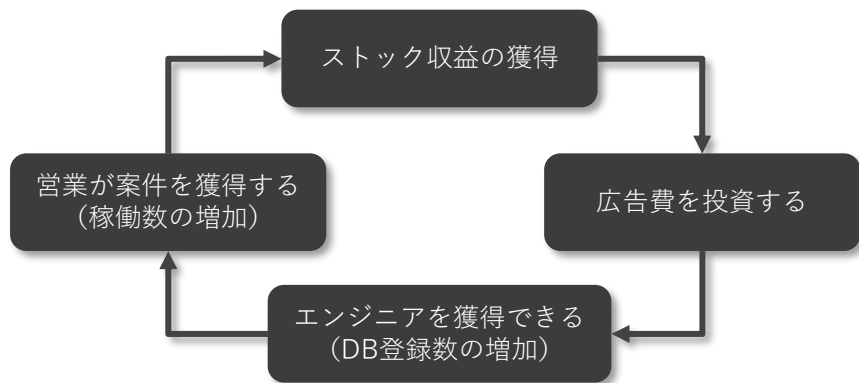 ストック収益の獲得
営業が案件を獲得する
（稼働数の増加）
広告費を投資する
エンジニアを獲得できる
（DB登録数の増加）